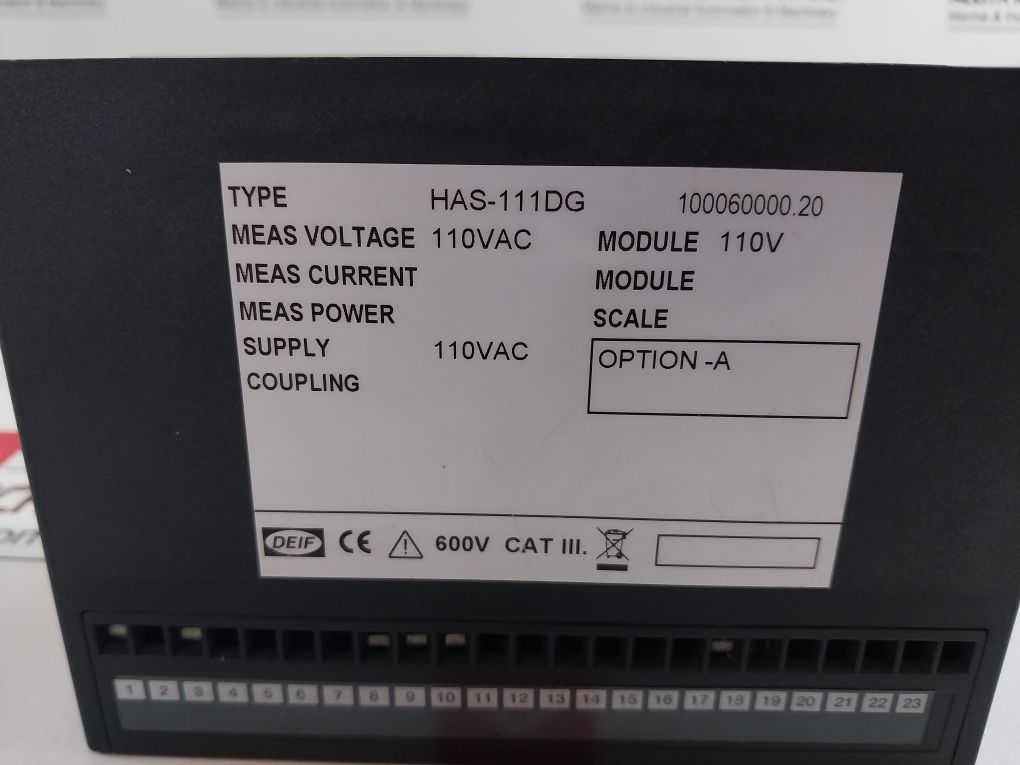 TYPE HAS-111DG 100060000.20
MEAS VOLTAGE 110VAC MODULE 110V
MEAS CURRENT MODULE
MEAS POWER SCALE
SUPPLY 110VAC OPTION -A
COUPLING
DEIF CE 600V CAT III.
1 2 3 4 5 6 7 8 9 10 11 12 13 14 15 16 17 18 19 20 21 22 23